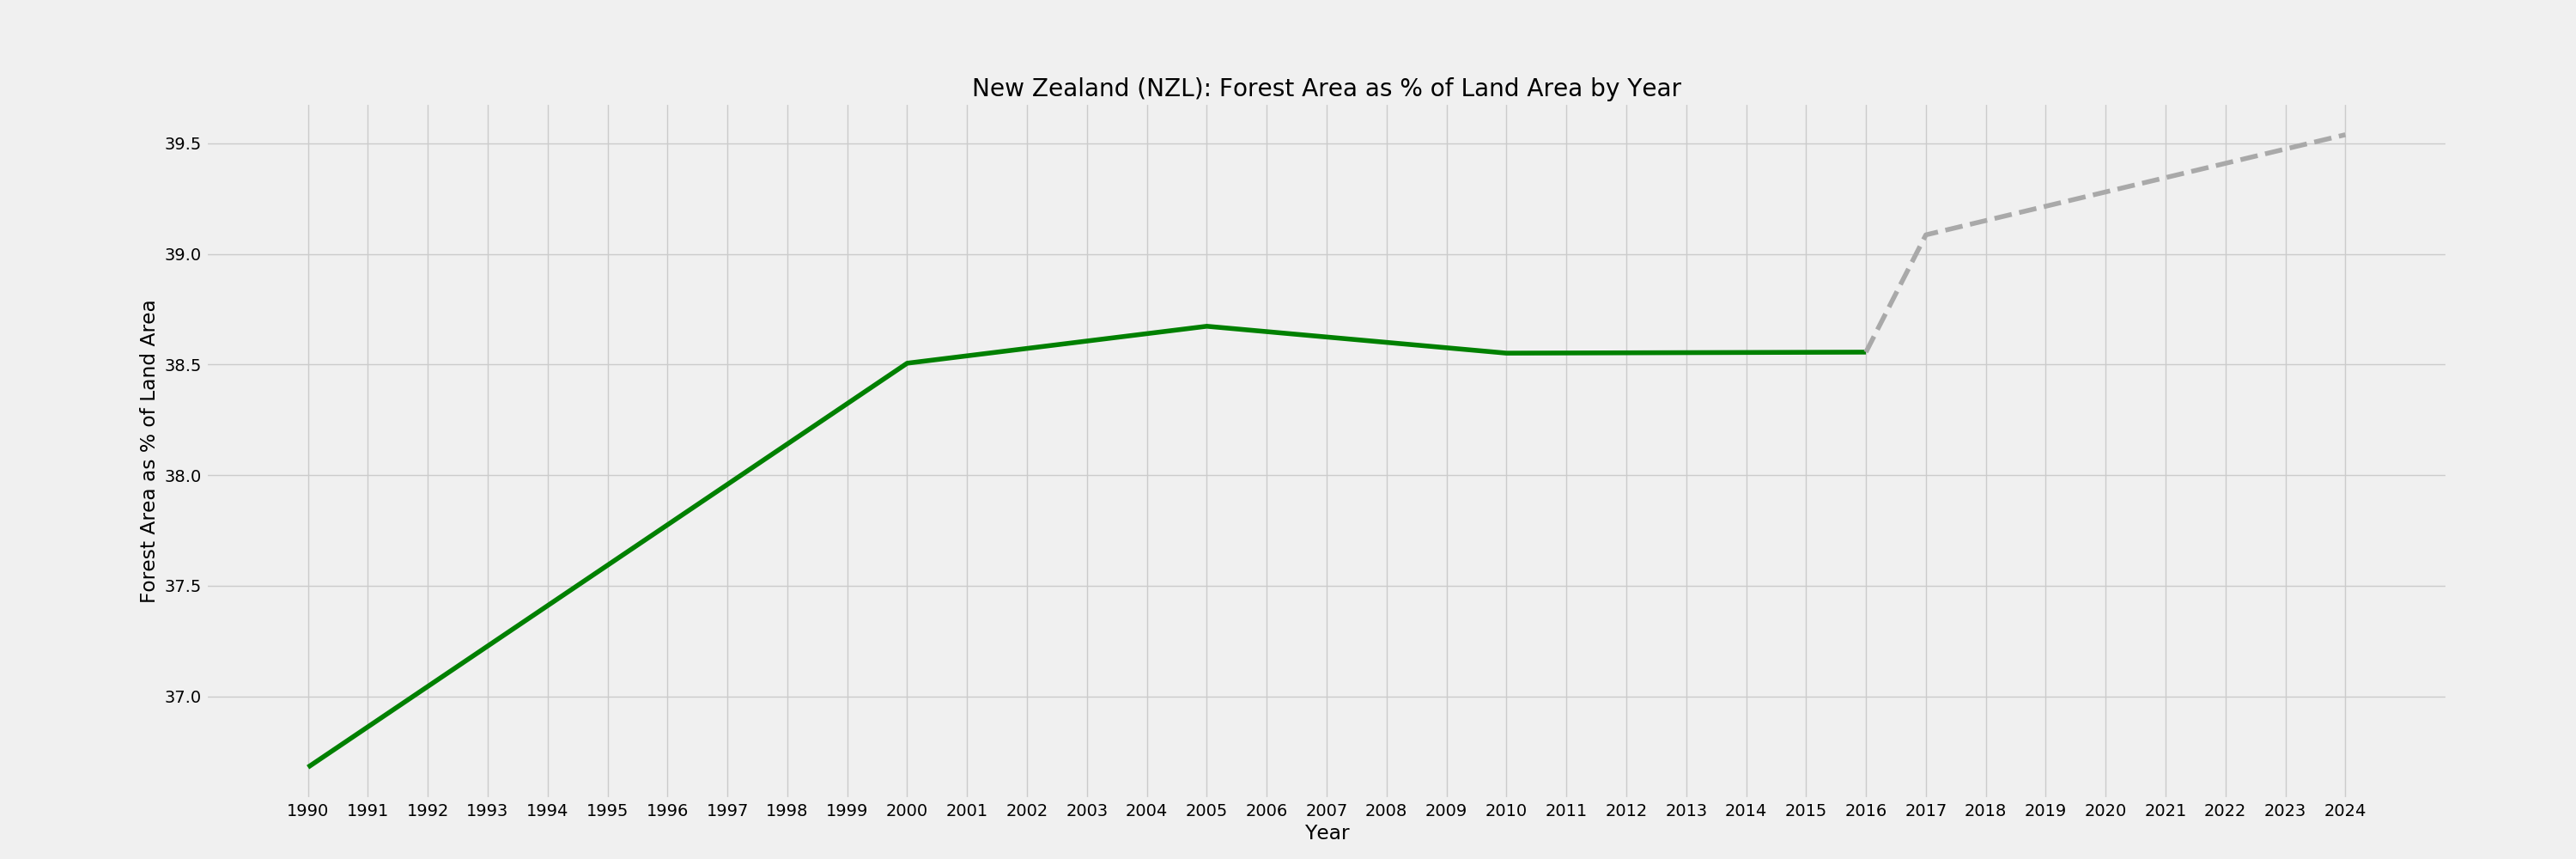 New Zealand (NZL): Forest Area as % of Land Area by Year
Forest Area as % of Land Area
39.5
39.0
38.5
38.0
37.5
37.0
1990 1991 1992 1993 1994 1995 1996 1997 1998 1999 2000 2001 2002 2003 2004 2005 2006 2007 2008 2009 2010 2011 2012 2013 2014 2015 2016 2017 2018 2019 2020 2021 2022 2023 2024
Year